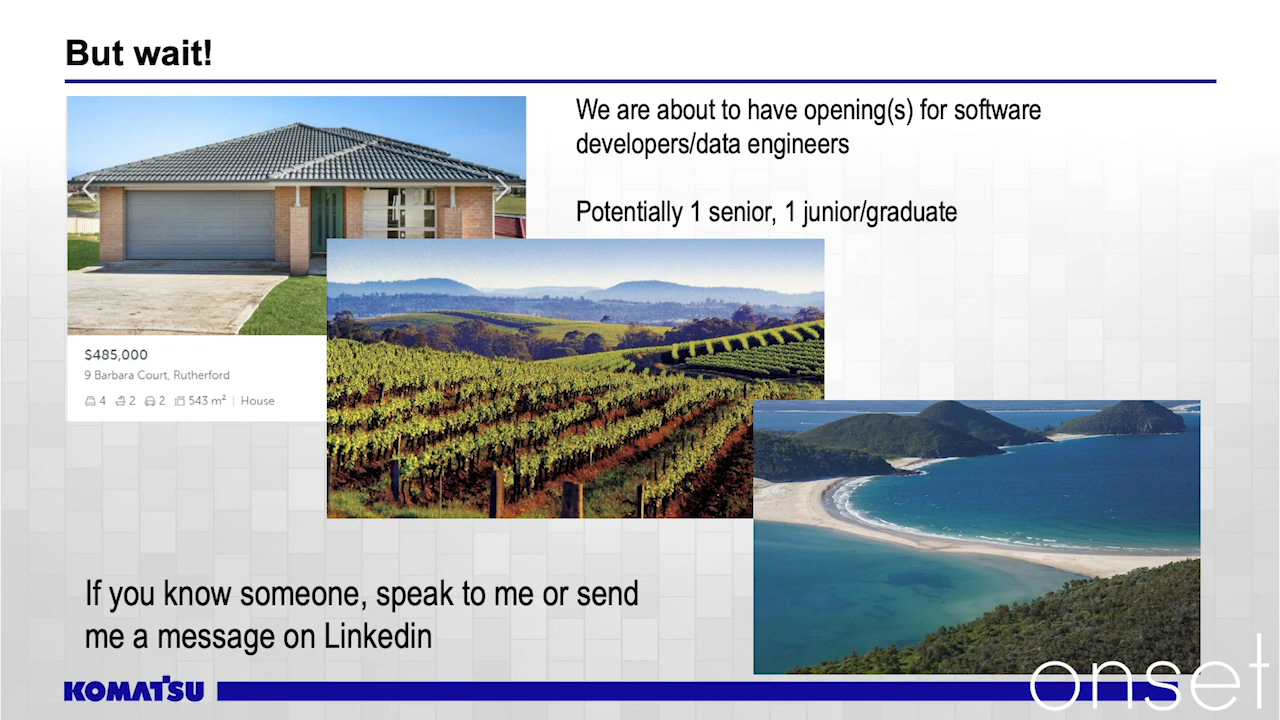 But wait!
We are about to have opening(s) for software
developers/data engineers
Potentially 1 senior, 1 junior/graduate
$485,000
9 Barbara Court, Rutherford
4 2 2 543 m² | House
If you know someone, speak to me or send
me a message on Linkedin
KOMATSU
onset